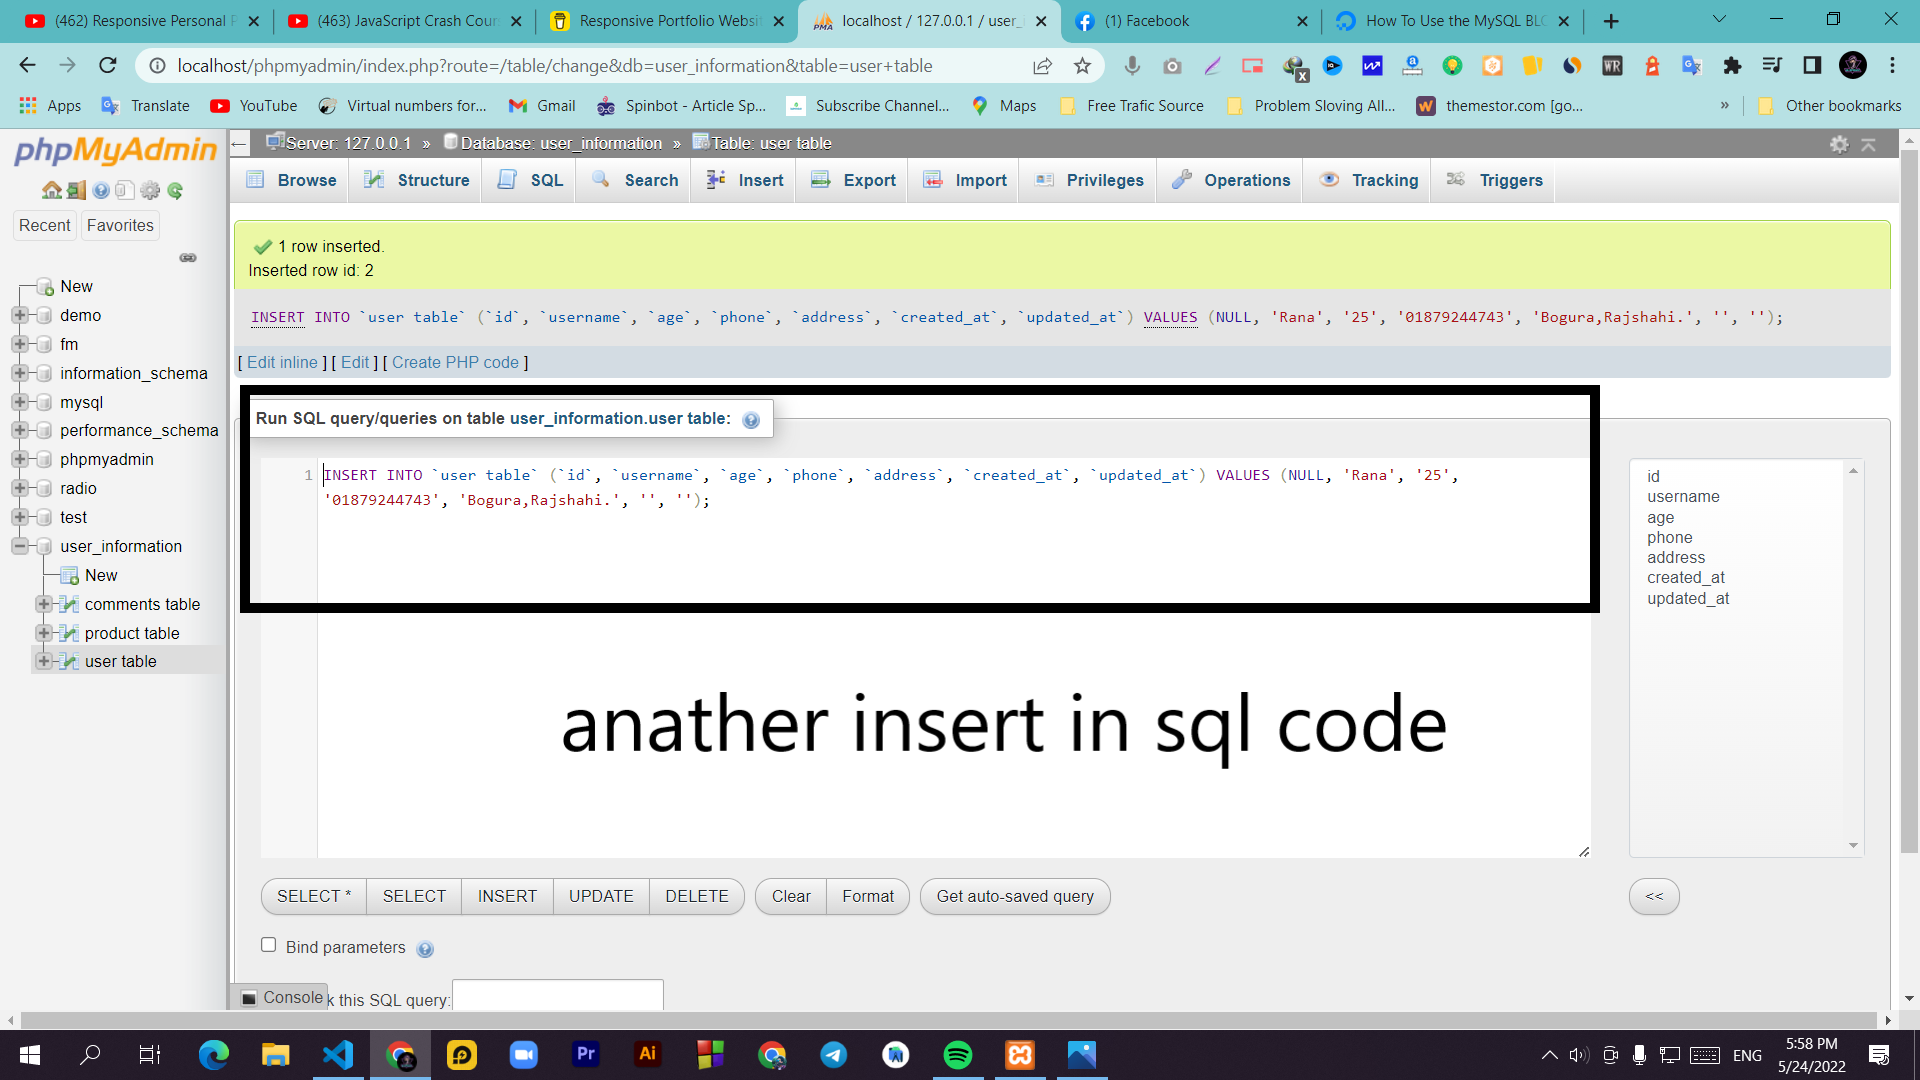 (462) Responsive Personal P
(463) JavaScript Crash Cour
Responsive Portfolio Websit
localhost / 127.0.0.1 / user_
(1) Facebook
How To Use the MySQL BLO
localhost/phpmyadmin/index.php?route=/table/change&db=user_information&table=user+table
Apps
Translate
YouTube
Virtual numbers for...
Gmail
Spinbot - Article Sp...
Subscribe Channel...
Maps
Free Trafic Source
Problem Sloving All...
themestor.com [go...
»
Other bookmarks
phpMyAdmin
Recent
Favorites
New
demo
fm
information_schema
mysql
performance_schema
phpmyadmin
radio
test
user_information
New
comments table
product table
user table
Server: 127.0.0.1 » Database: user_information » Table: user table
Browse
Structure
SQL
Search
Insert
Export
Import
Privileges
Operations
Tracking
Triggers
1 row inserted.
Inserted row id: 2
INSERT INTO `user table` (`id`, `username`, `age`, `phone`, `address`, `created_at`, `updated_at`) VALUES (NULL, 'Rana', '25', '01879244743', 'Bogura,Rajshahi.', '', '');
[ Edit inline ] [ Edit ] [ Create PHP code ]
Run SQL query/queries on table user_information.user table:
1 INSERT INTO `user table` (`id`, `username`, `age`, `phone`, `address`, `created_at`, `updated_at`) VALUES (NULL, 'Rana', '25',
'01879244743', 'Bogura,Rajshahi.', '', '');
id
username
age
phone
address
created_at
updated_at
anather insert in sql code
SELECT *
SELECT
INSERT
UPDATE
DELETE
Clear
Format
Get auto-saved query
<<
Bind parameters
Console
k this SQL query:
ENG
5:58 PM
5/24/2022